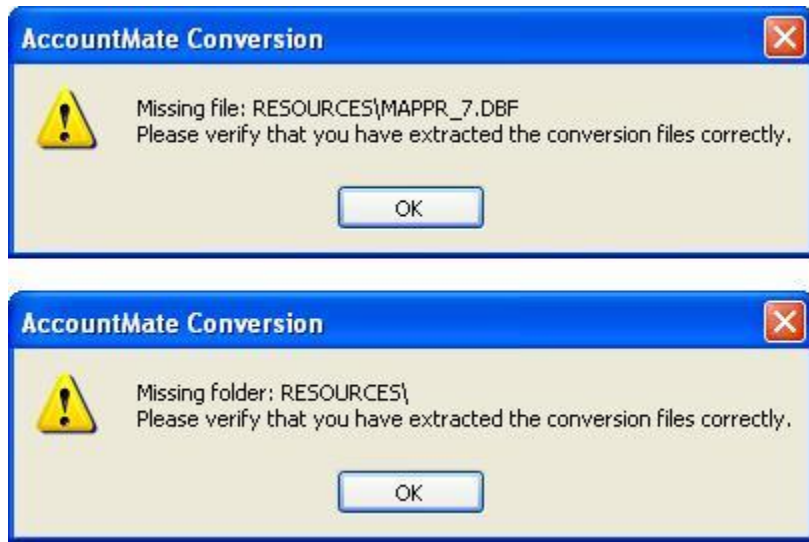 AccountMate Conversion
Missing file: RESOURCES\MAPPR_7.DBF
Please verify that you have extracted the conversion files correctly.
OK
AccountMate Conversion
Missing folder: RESOURCES\
Please verify that you have extracted the conversion files correctly.
OK